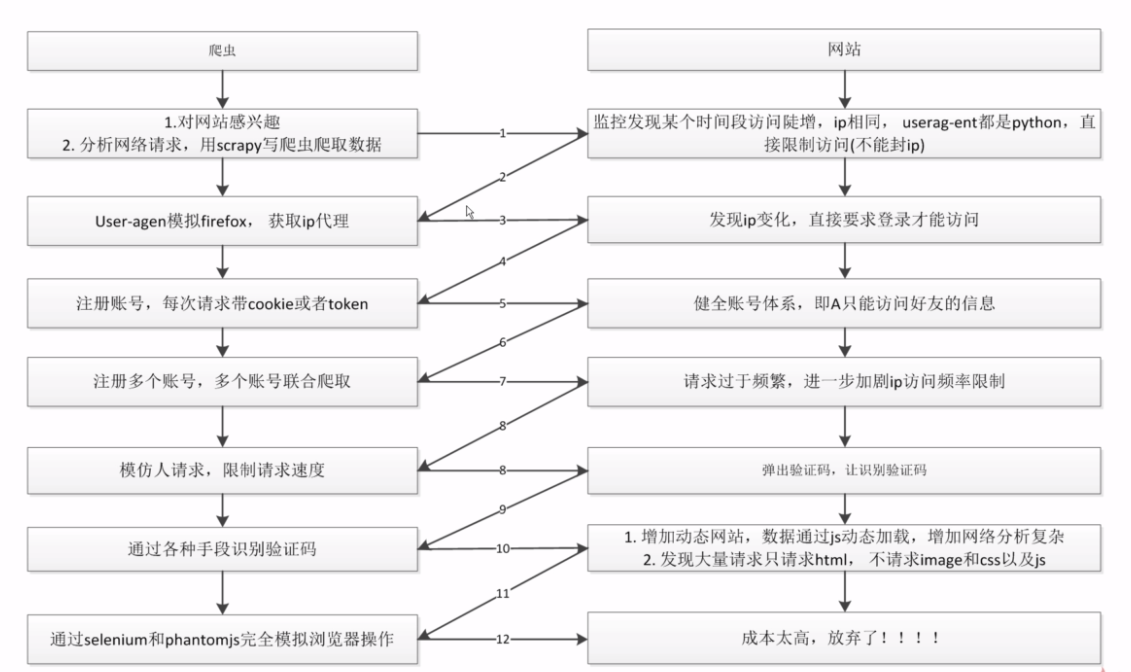 爬虫
网站
1.对网站感兴趣
2. 分析网络请求，用scrapy写爬虫爬取数据
1
监控发现某个时间段访问陡增，ip相同， userag-ent都是python，直
接限制访问(不能封ip)
2
User-agen模拟firefox， 获取ip代理
3
发现ip变化，直接要求登录才能访问
4
注册账号，每次请求带cookie或者token
5
健全账号体系，即A只能访问好友的信息
6
注册多个账号，多个账号联合爬取
7
请求过于频繁，进一步加剧ip访问频率限制
8
模仿人请求，限制请求速度
8
弹出验证码，让识别验证码
9
通过各种手段识别验证码
10
1. 增加动态网站，数据通过js动态加载，增加网络分析复杂
2. 发现大量请求只请求html， 不请求image和css以及js
11
通过selenium和phantomjs完全模拟浏览器操作
12
成本太高，放弃了！！！！